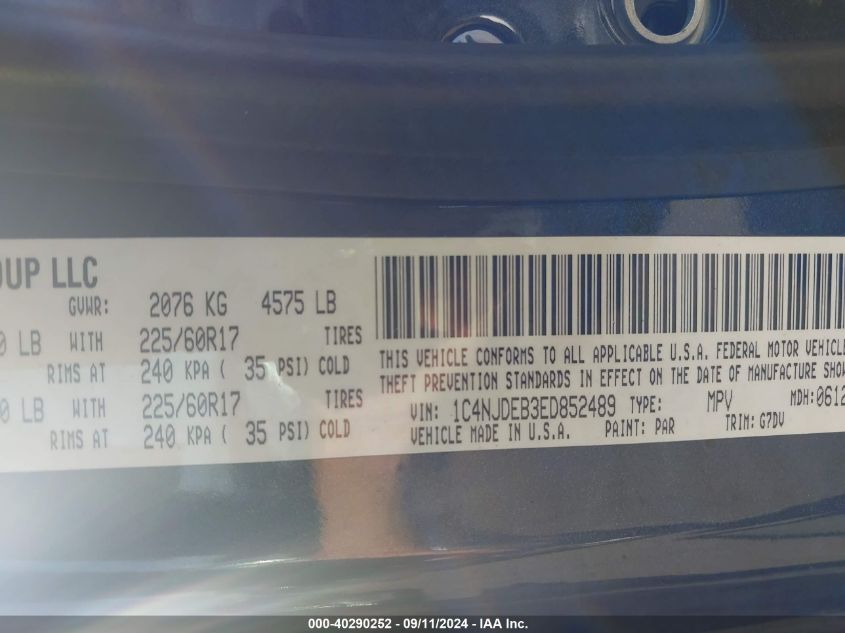 OUP LLC
GVWR: 2076 KG 4575 LB
0 LB WITH 225/60R17 TIRES
RIMS AT 240 KPA ( 35 PSI) COLD
0 LB WITH 225/60R17 TIRES
RIMS AT 240 KPA ( 35 PSI) COLD
THIS VEHICLE CONFORMS TO ALL APPLICABLE U.S.A. FEDERAL MOTOR VEHICLE
THEFT PREVENTION STANDARDS IN EFFECT ON THE DATE OF MANUFACTURE SHOW
VIN: 1C4NJDEB3ED852489 TYPE: MPV MDH:0612
VEHICLE MADE IN U.S.A. PAINT: PAR TRIM: G7DV
000-40290252 - 09/11/2024 - IAA Inc.